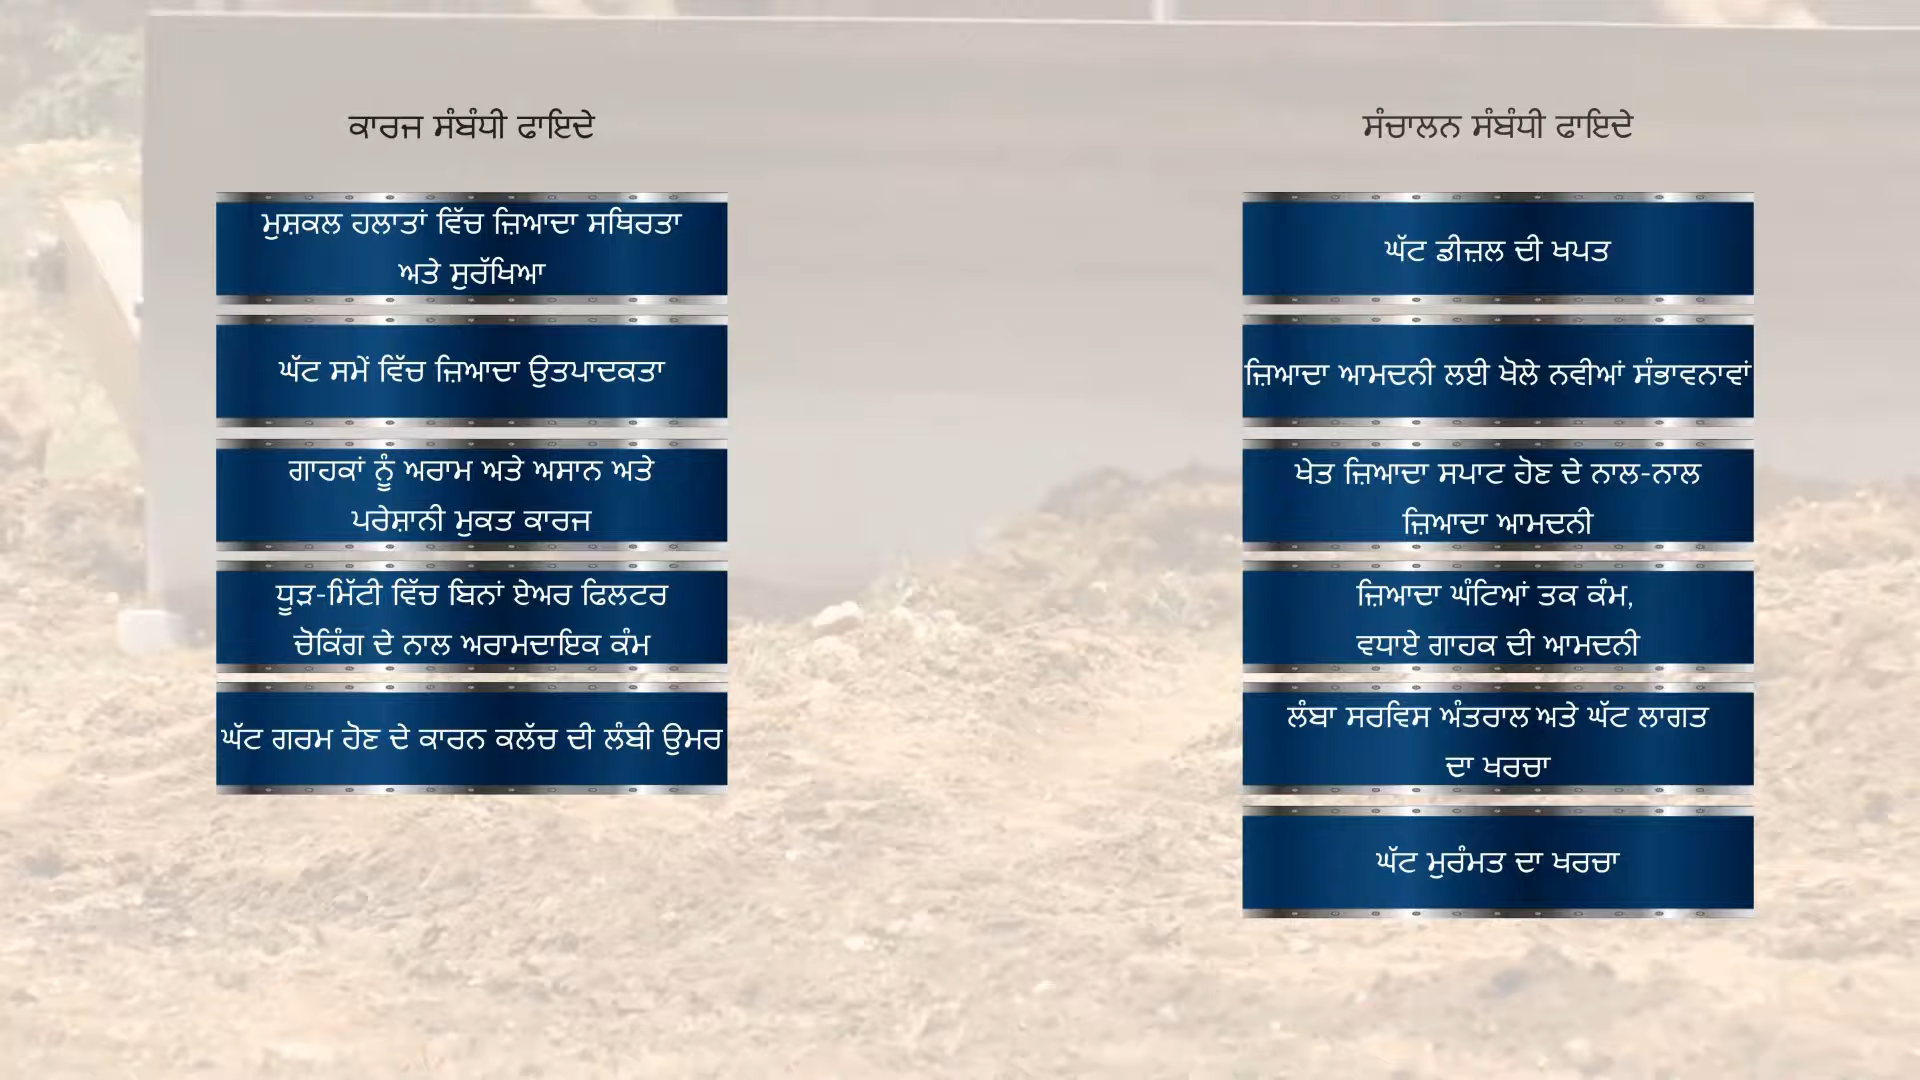 ਕਾਰਜ ਸੰਬੰਧੀ ਫਾਇਦੇ
ਮੁਸ਼ਕਲ ਹਲਾਤਾਂ ਵਿੱਚ ਜ਼ਿਆਦਾ ਸਥਿਰਤਾ
ਅਤੇ ਸੁਰੱਖਿਆ
ਘੱਟ ਸਮੇਂ ਵਿੱਚ ਜ਼ਿਆਦਾ ਉਤਪਾਦਕਤਾ
ਗਾਹਕਾਂ ਨੂੰ ਅਰਾਮ ਅਤੇ ਅਸਾਨ ਅਤੇ
ਪਰੇਸ਼ਾਨੀ ਮੁਕਤ ਕਾਰਜ
ਧੂੜ-ਮਿੱਟੀ ਵਿੱਚ ਬਿਨਾਂ ਏਅਰ ਫਿਲਟਰ
ਚੋਕਿੰਗ ਦੇ ਨਾਲ ਅਰਾਮਦਾਇਕ ਕੰਮ
ਘੱਟ ਗਰਮ ਹੋਣ ਦੇ ਕਾਰਨ ਕਲੱਚ ਦੀ ਲੰਬੀ ਉਮਰ
ਸੰਚਾਲਨ ਸੰਬੰਧੀ ਫਾਇਦੇ
ਘੱਟ ਡੀਜ਼ਲ ਦੀ ਖਪਤ
ਜ਼ਿਆਦਾ ਆਮਦਨੀ ਲਈ ਖੋਲੇ ਨਵੀਆਂ ਸੰਭਾਵਨਾਵਾਂ
ਖੇਤ ਜ਼ਿਆਦਾ ਸਪਾਟ ਹੋਣ ਦੇ ਨਾਲ-ਨਾਲ
ਜ਼ਿਆਦਾ ਆਮਦਨੀ
ਜ਼ਿਆਦਾ ਘੰਟਿਆਂ ਤਕ ਕੰਮ,
ਵਧਾਏ ਗਾਹਕ ਦੀ ਆਮਦਨੀ
ਲੰਬਾ ਸਰਵਿਸ ਅੰਤਰਾਲ ਅਤੇ ਘੱਟ ਲਾਗਤ
ਦਾ ਖਰਚਾ
ਘੱਟ ਮੁਰੰਮਤ ਦਾ ਖਰਚਾ